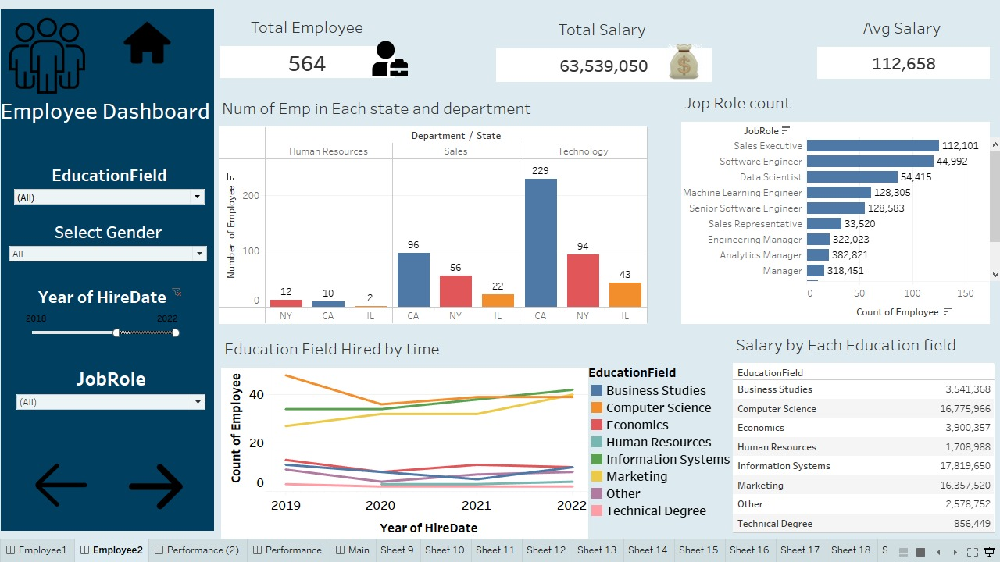 Employee Dashboard
EducationField
(All)
Select Gender
All
Year of HireDate
2018 2022
JobRole
(All)
Total Employee
564
Total Salary
63,539,050
Avg Salary
112,658
Num of Emp in Each state and department
Department / State
Human Resources Sales Technology
Number of Employee
200
100
0
12 10 2 96 56 22 229 94 43
NY CA IL CA NY IL CA NY IL
Jop Role count
JobRole
Sales Executive 112,101
Software Engineer 44,992
Data Scientist 54,415
Machine Learning Engineer 128,305
Senior Software Engineer 128,583
Sales Representative 33,520
Engineering Manager 322,023
Analytics Manager 382,821
Manager 318,451
0 50 100 150
Count of Employee
Education Field Hired by time
Count of Employee
40
20
0
2019 2020 2021 2022
Year of HireDate
EducationField
Business Studies
Computer Science
Economics
Human Resources
Information Systems
Marketing
Other
Technical Degree
Salary by Each Education field
EducationField
Business Studies 3,541,368
Computer Science 16,775,966
Economics 3,900,357
Human Resources 1,708,988
Information Systems 17,819,650
Marketing 16,357,520
Other 2,578,752
Technical Degree 856,449
Employee1 Employee2 Performance (2) Performance Main Sheet 9 Sheet 10 Sheet 11 Sheet 12 Sheet 13 Sheet 14 Sheet 15 Sheet 16 Sheet 17 Sheet 18 S